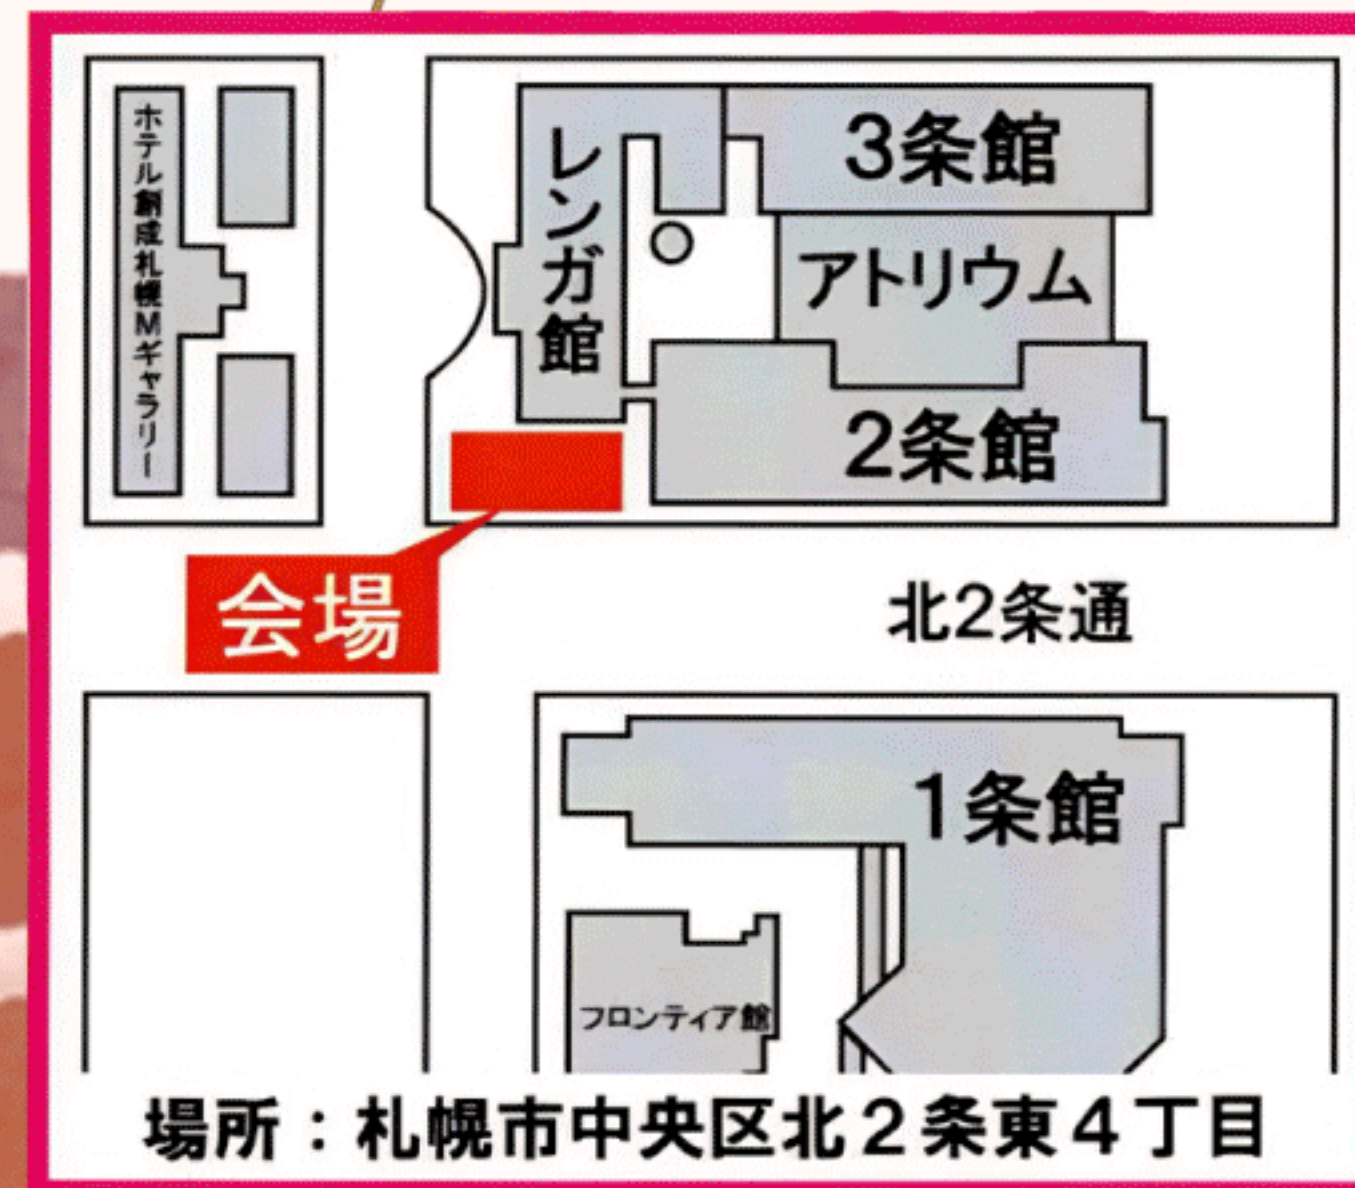 ホテル創成札幌Mギャラリー
レンガ館
3条館
アトリウム
2条館
会場
北2条通
1条館
フロンティア館
場所：札幌市中央区北2条東4丁目